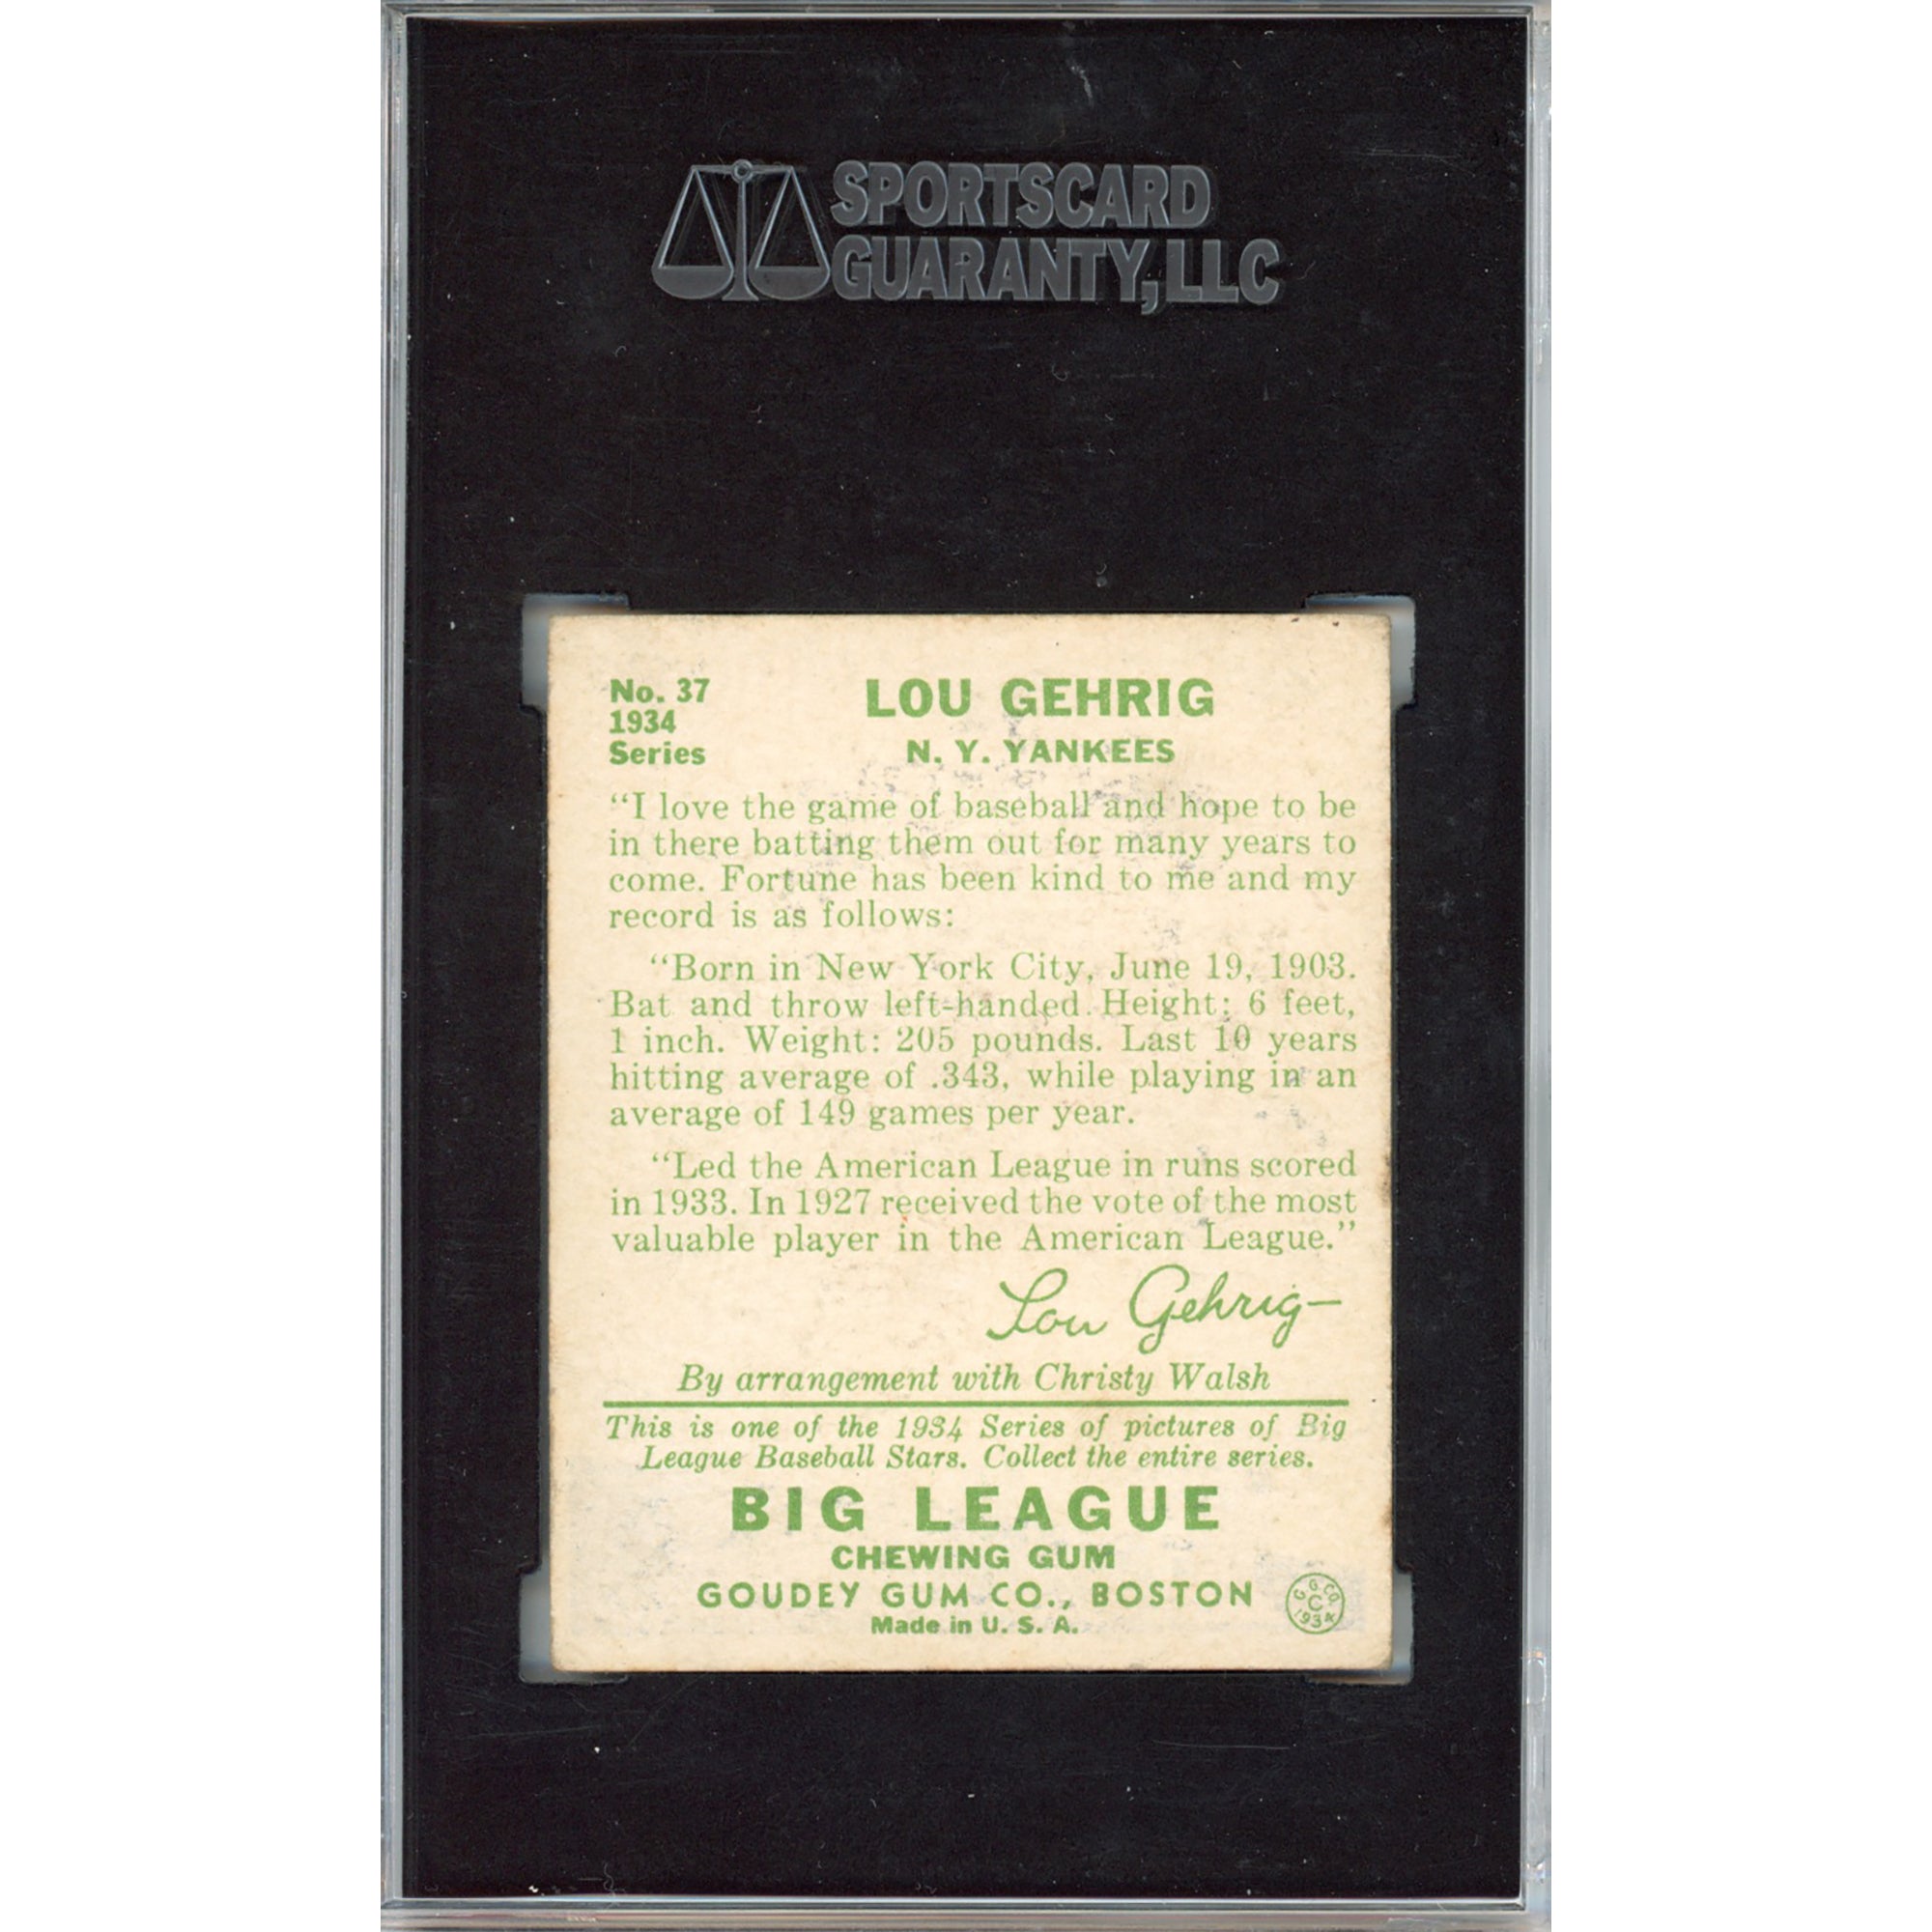 SPORTSCARD
GUARANTY, LLC
No. 37
1934
Series
LOU GEHRIG
N. Y. YANKEES
“I love the game of baseball and hope to be
in there batting them out for many years to
come. Fortune has been kind to me and my
record is as follows:
“Born in New York City, June 19, 1903.
Bat and throw left-handed. Height: 6 feet,
1 inch. Weight: 205 pounds. Last 10 years
hitting average of .343, while playing in an
average of 149 games per year.
“Led the American League in runs scored
in 1933. In 1927 received the vote of the most
valuable player in the American League.”
Lou Gehrig
By arrangement with Christy Walsh
This is one of the 1934 Series of pictures of Big
League Baseball Stars. Collect the entire series.
BIG LEAGUE
CHEWING GUM
GOUDEY GUM CO., BOSTON
Made in U. S. A.
G. G. CO.
C
1934